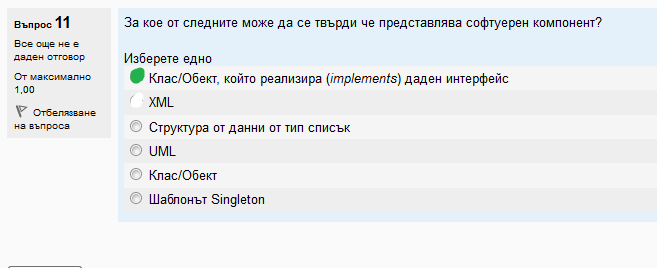 Въпрос 11
Все още не е
даден отговор
От максимално
1,00
Отбелязване
на въпроса
За кое от следните може да се твърди че представлява софтуерен компонент?
Изберете едно
Клас/Обект, който реализира (implements) даден интерфейс
XML
Структура от данни от тип списък
UML
Клас/Обект
Шаблонът Singleton